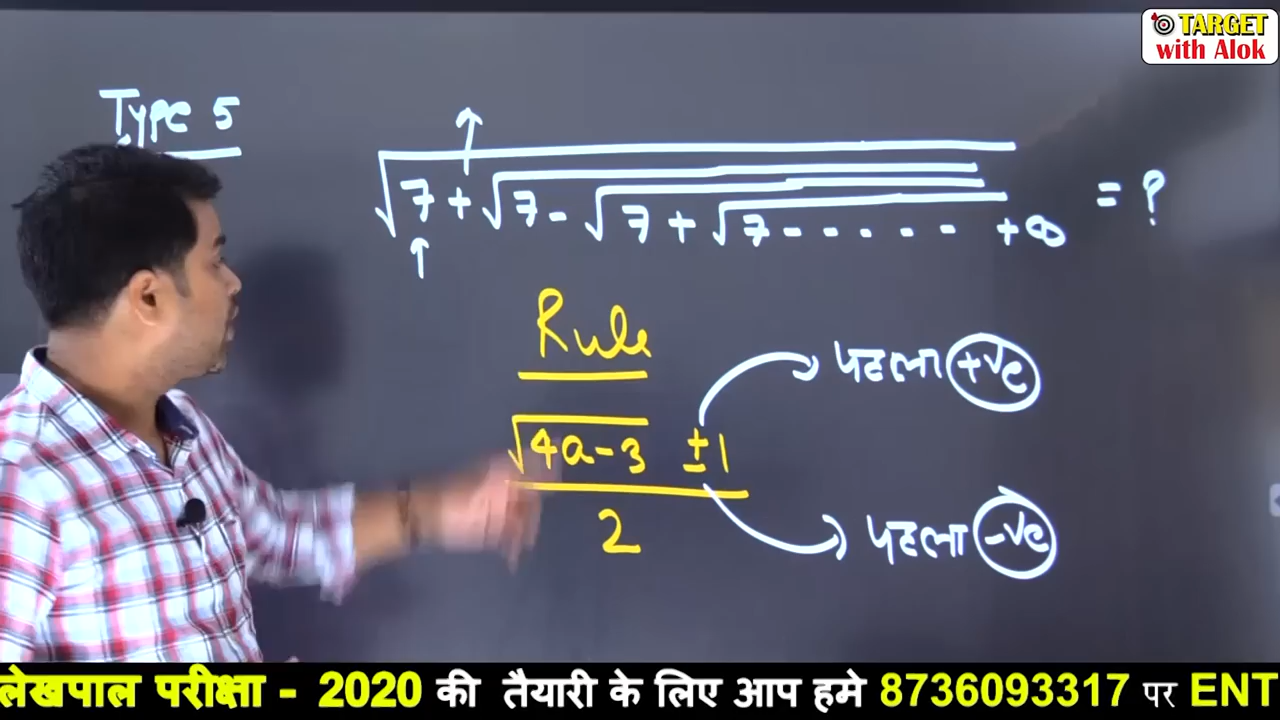 TARGET
with Alok
Type 5
√7 + √7 - √7 + √7 - - - - - - + ∞ = ?
Rule
√4a-3 ±1
2
पहला +ve
पहला -ve
लेखपाल परीक्षा - 2020 की तैयारी के लिए आप हमे 8736093317 पर ENT